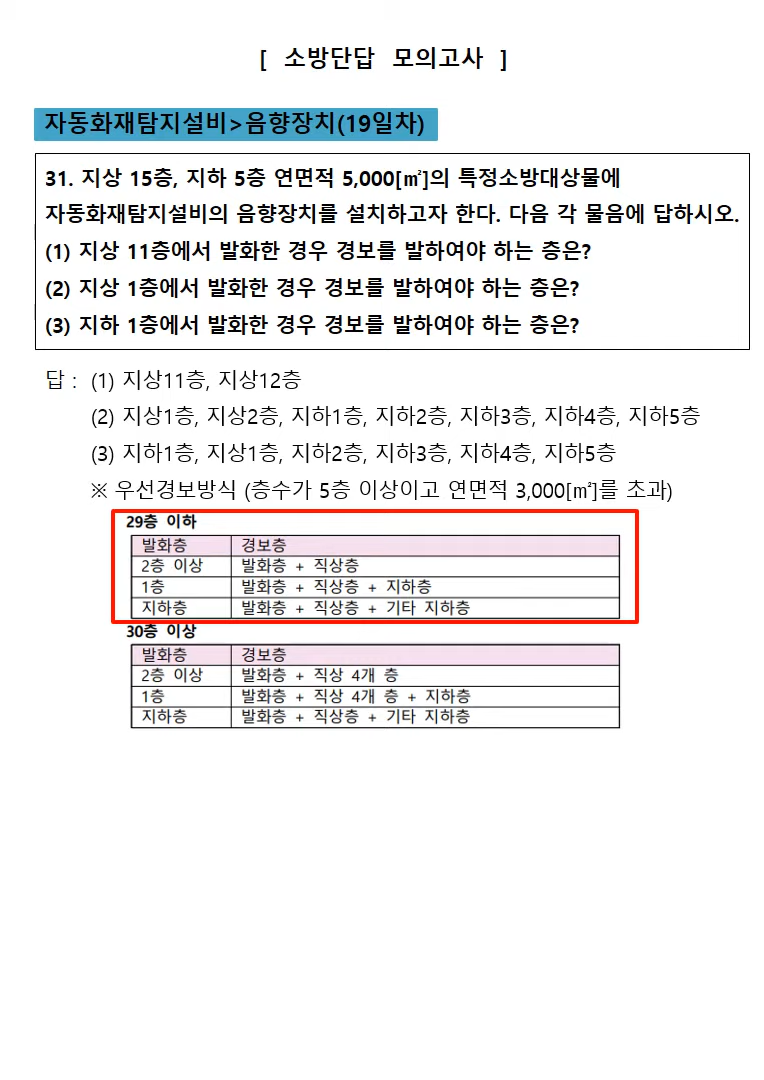 [ 소방단답 모의고사 ]
자동화재탐지설비>음향장치(19일차)
31. 지상 15층, 지하 5층 연면적 5,000[㎡]의 특정소방대상물에
자동화재탐지설비의 음향장치를 설치하고자 한다. 다음 각 물음에 답하시오.
(1) 지상 11층에서 발화한 경우 경보를 발하여야 하는 층은?
(2) 지상 1층에서 발화한 경우 경보를 발하여야 하는 층은?
(3) 지하 1층에서 발화한 경우 경보를 발하여야 하는 층은?
답 : (1) 지상11층, 지상12층
(2) 지상1층, 지상2층, 지하1층, 지하2층, 지하3층, 지하4층, 지하5층
(3) 지하1층, 지상1층, 지하2층, 지하3층, 지하4층, 지하5층
※ 우선경보방식 (층수가 5층 이상이고 연면적 3,000[㎡]를 초과)
29층 이하
발화층 경보층
2층 이상 발화층 + 직상층
1층 발화층 + 직상층 + 지하층
지하층 발화층 + 직상층 + 기타 지하층
30층 이상
발화층 경보층
2층 이상 발화층 + 직상 4개 층
1층 발화층 + 직상 4개 층 + 지하층
지하층 발화층 + 직상층 + 기타 지하층